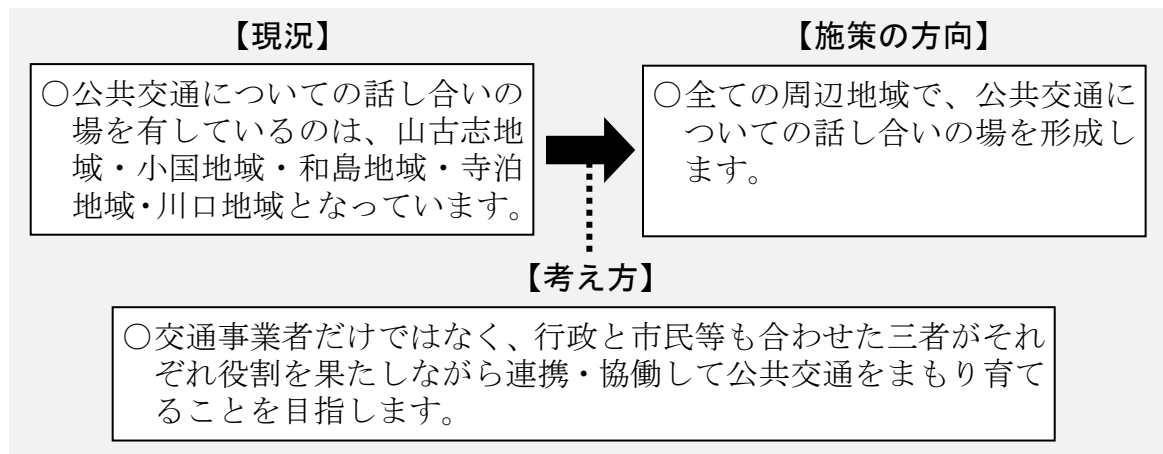 【現況】
○公共交通についての話し合いの
場を有しているのは、山古志地
域・小国地域・和島地域・寺泊
地域・川口地域となっています。
【施策の方向】
○全ての周辺地域で、公共交通に
ついての話し合いの場を形成し
ます。
【考え方】
○交通事業者だけではなく、行政と市民等も合わせた三者がそれ
ぞれ役割を果たしながら連携・協働して公共交通をまもり育て
ることを目指します。